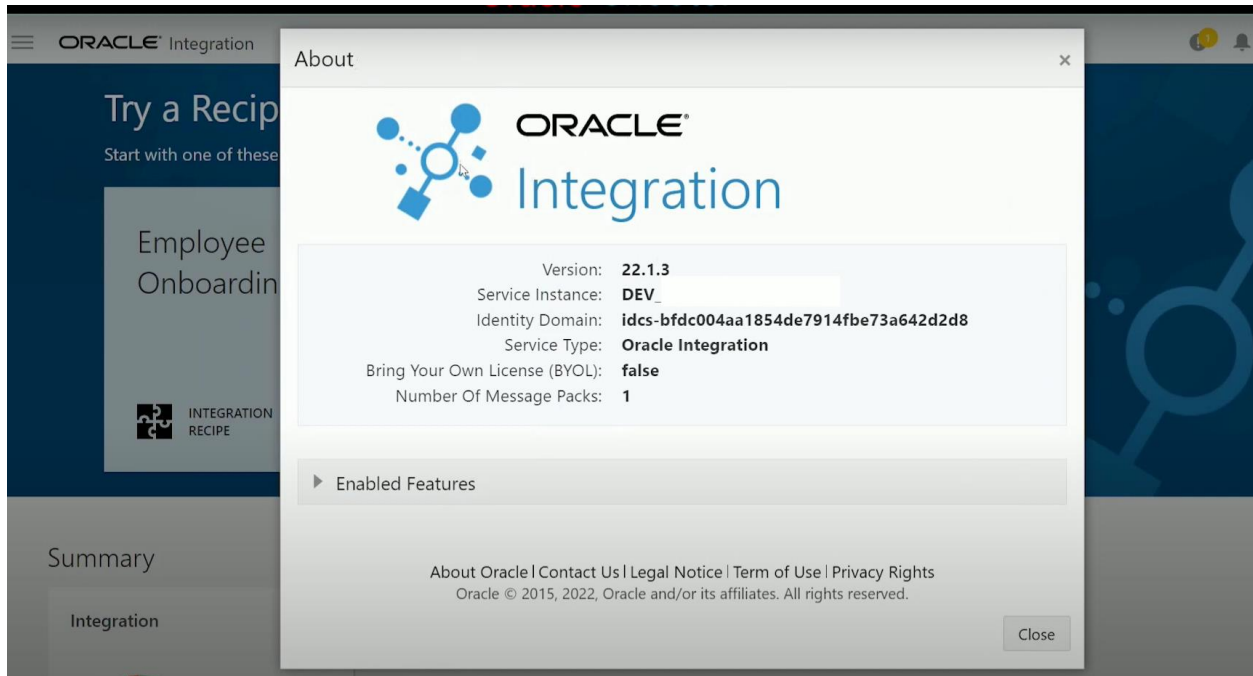 ORACLE Integration
About
×
Try a Recip
Start with one of these
Employee
Onboardin
INTEGRATION
RECIPE
ORACLE®
Integration
Version: 22.1.3
Service Instance: DEV_
Identity Domain: idcs-bfdc004aa1854de7914fbe73a642d2d8
Service Type: Oracle Integration
Bring Your Own License (BYOL): false
Number Of Message Packs: 1
Enabled Features
About Oracle | Contact Us | Legal Notice | Term of Use | Privacy Rights
Oracle © 2015, 2022, Oracle and/or its affiliates. All rights reserved.
Close
Summary
Integration